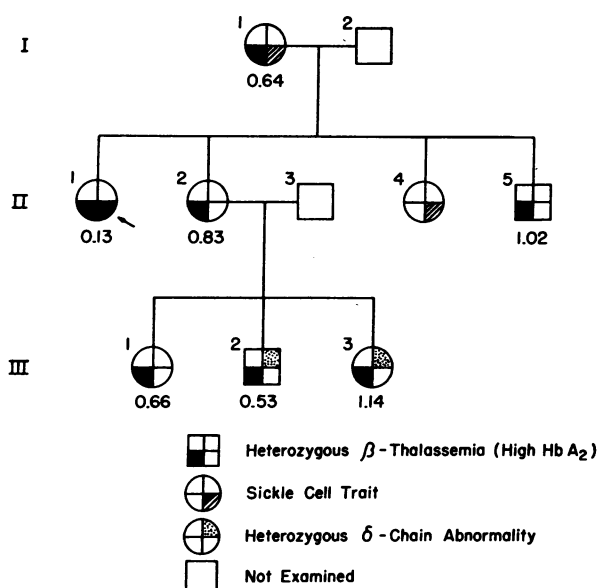 I
1
2
0.64
II
1
2
3
4
5
0.13
0.83
1.02
III
1
2
3
0.66
0.53
1.14
Heterozygous β-Thalassemia (High Hb A₂)
Sickle Cell Trait
Heterozygous δ-Chain Abnormality
Not Examined